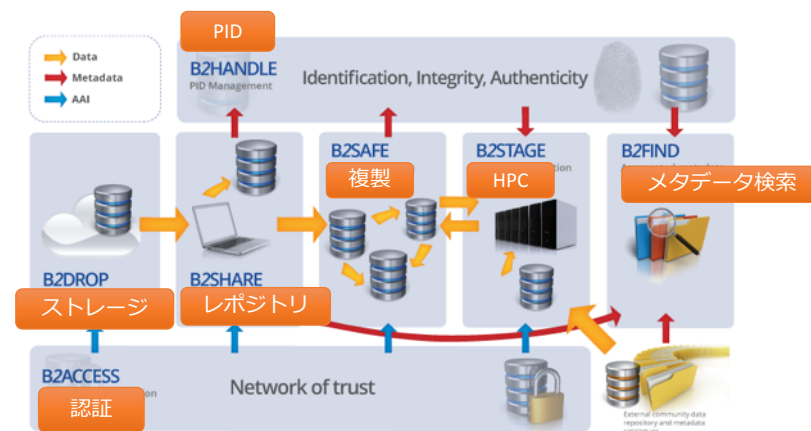 PID
Data
Metadata
AAI
B2HANDLE
PID Management
Identification, Integrity, Authenticity
B2SAFE
複製
B2STAGE
HPC
B2FIND
メタデータ検索
B2DROP
ストレージ
B2SHARE
レポジトリ
B2ACCESS
認証
Network of trust
External community data
repository and metadata